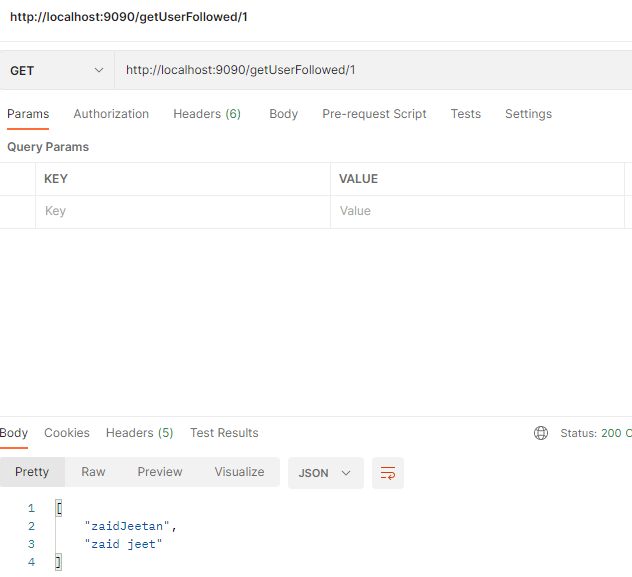 http://localhost:9090/getUserFollowed/1
GET http://localhost:9090/getUserFollowed/1
Params Authorization Headers (6) Body Pre-request Script Tests Settings
Query Params
KEY VALUE
Key Value
Body Cookies Headers (5) Test Results Status: 200 O
Pretty Raw Preview Visualize JSON
1 [
2 "zaidJeetan",
3 "zaid jeet"
4 ]